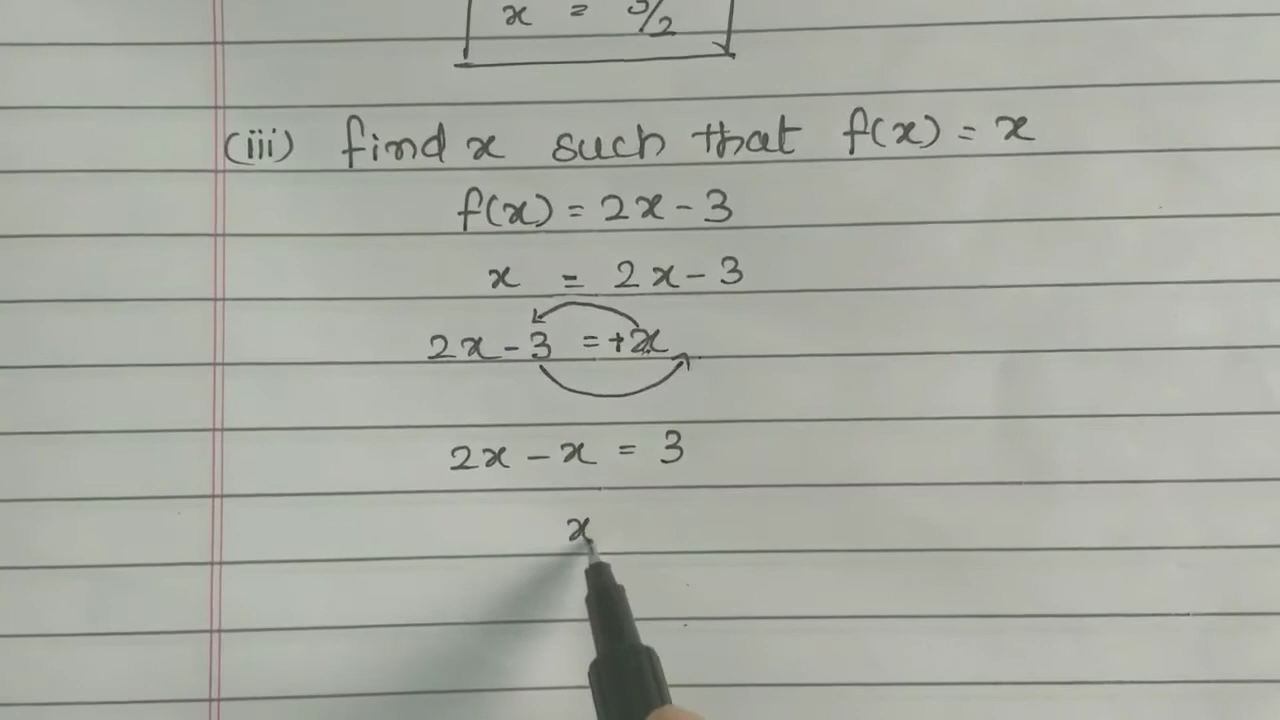 x = 3/2
(iii) find x such that f(x) = x
f(x) = 2x - 3
x = 2x - 3
2x - 3 = +x
2x - x = 3
x